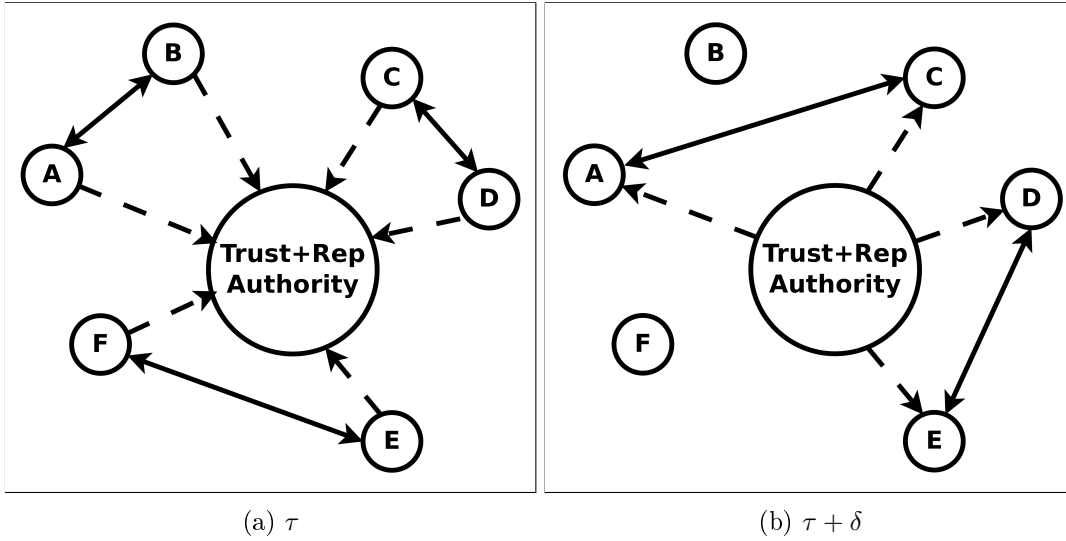 B
C
A
D
Trust+Rep
Authority
F
E
(a) τ
B
C
A
D
Trust+Rep
Authority
F
E
(b) τ + δ